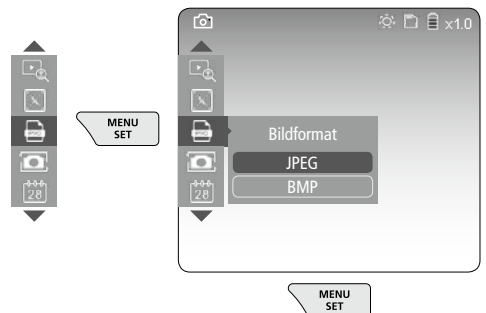 x1.0
28
MENU
SET
Bildformat
JPEG
BMP
28
MENU
SET